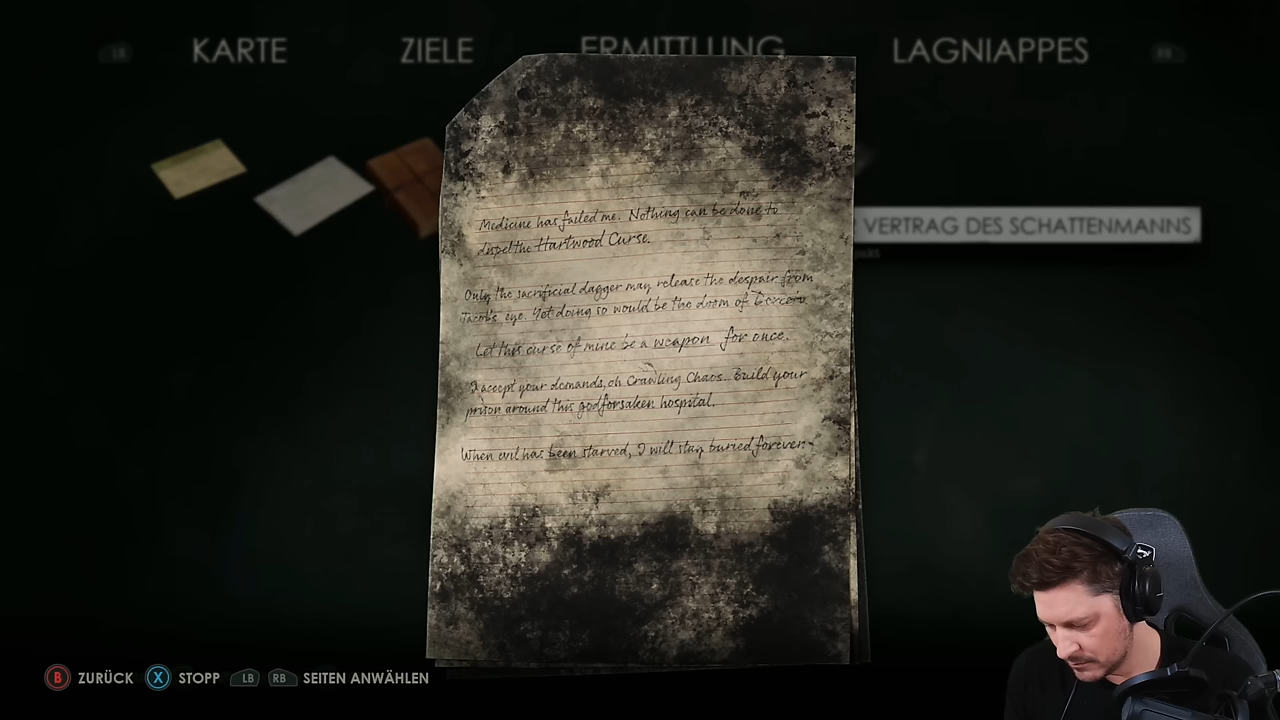 LB KARTE ZIELE ERMITTLUNG LAGNIAPPES RB
VERTRAG DES SCHATTENMANNS
Medicine has failed me. Nothing can be done to
dispel the Hartwood Curse.
Only the sacrificial dagger may release the despair from
Jacob's eye. Yet doing so would be the doom of
Let this curse of mine be a weapon for once.
I accept your demands, oh Crawling Chaos. Build your
prison around this godforsaken hospital.
When evil has been starved, I will stay buried forever.
B ZURÜCK X STOPP LB RB SEITEN ANWÄHLEN